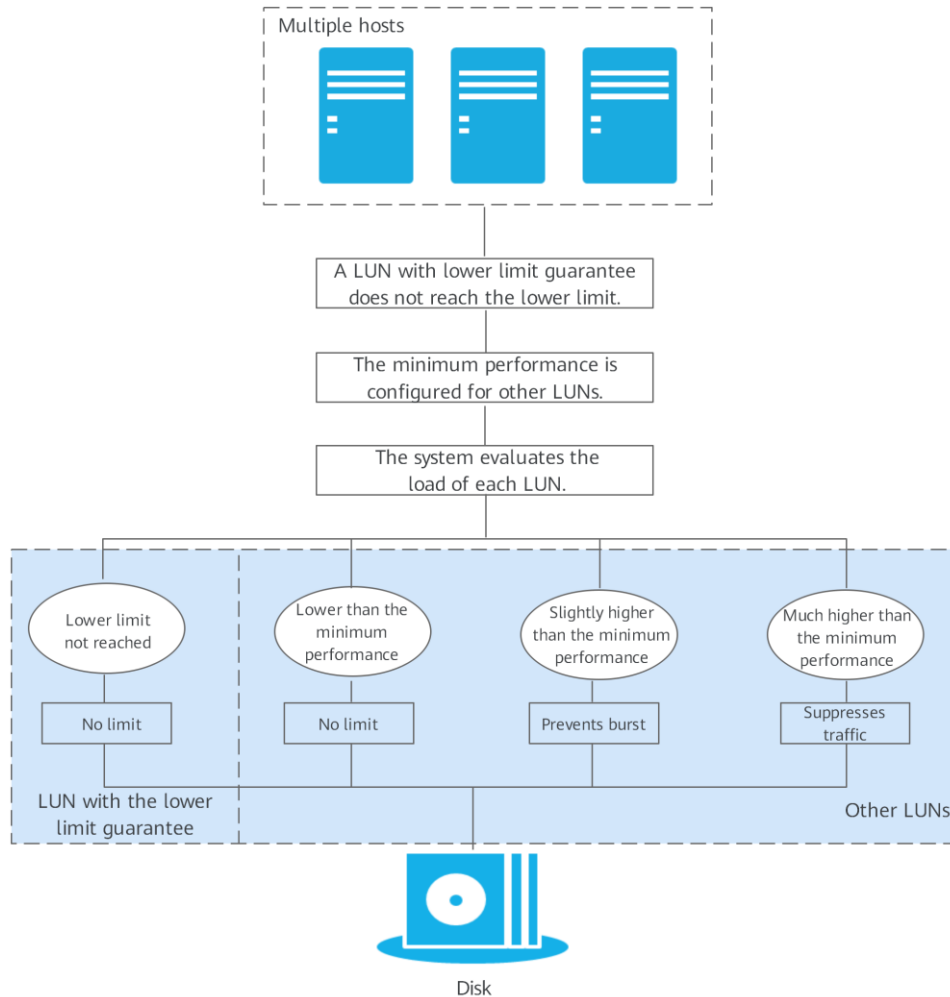 Multiple hosts
A LUN with lower limit guarantee
does not reach the lower limit.
The minimum performance is
configured for other LUNs.
The system evaluates the
load of each LUN.
Lower limit
not reached
Lower than the
minimum
performance
Slightly higher
than the minimum
performance
Much higher than
the minimum
performance
No limit
No limit
Prevents burst
Suppresses
traffic
LUN with the lower
limit guarantee
Other LUNs
Disk